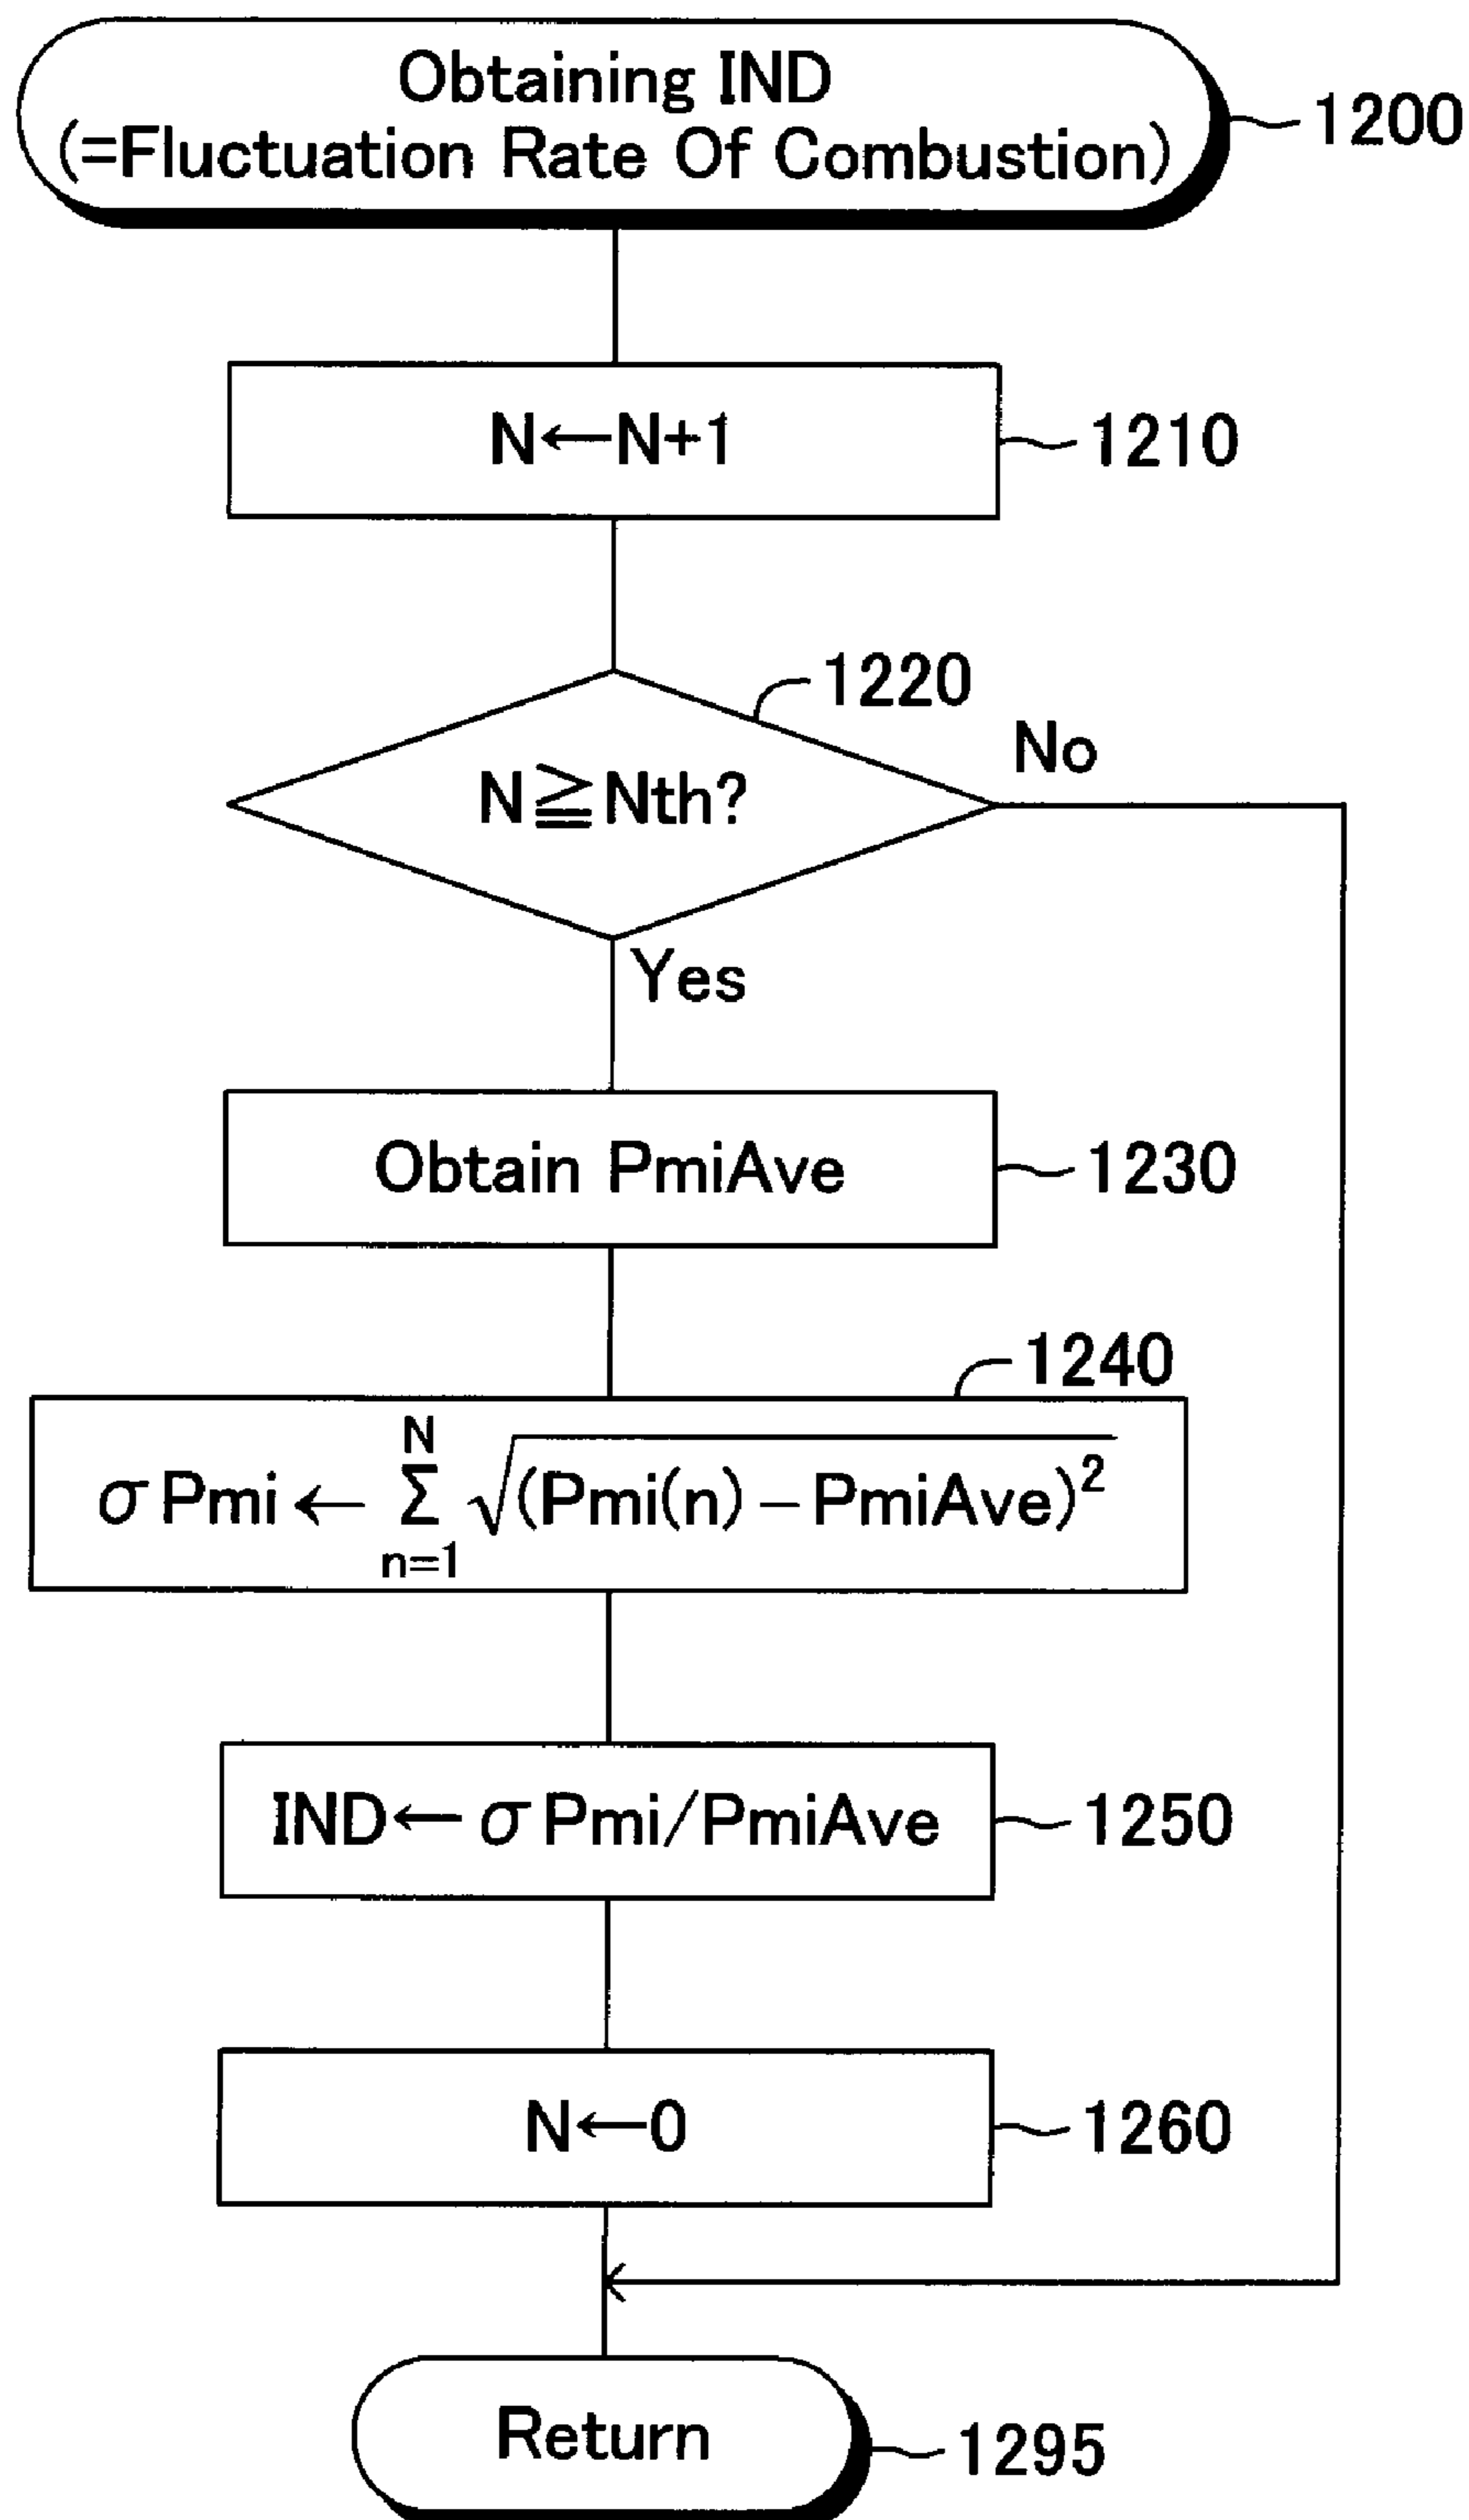 Obtaining IND
(=Fluctuation Rate Of Combustion)
1200
N←N+1
1210
1220
N≧Nth?
No
Yes
Obtain PmiAve
1230
1240
N
σPmi← Σ √(Pmi(n)−PmiAve)²
n=1
IND←σPmi/PmiAve
1250
N←0
1260
Return
1295